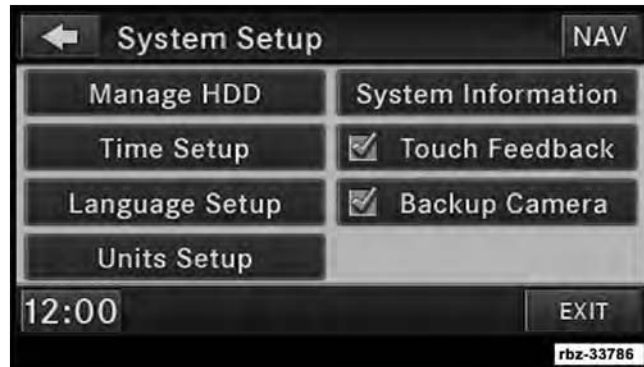 System Setup
NAV
Manage HDD
System Information
Time Setup
Touch Feedback
Language Setup
Backup Camera
Units Setup
12:00
EXIT
rbz-33786